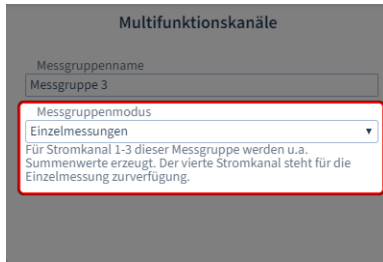 Multifunktionskanäle
Messgruppenname
Messgruppe 3
Messgruppenmodus
Einzelmessungen
Für Stromkanal 1-3 dieser Messgruppe werden u.a.
Summenwerte erzeugt. Der vierte Stromkanal steht für die
Einzelmessung zurverfügung.